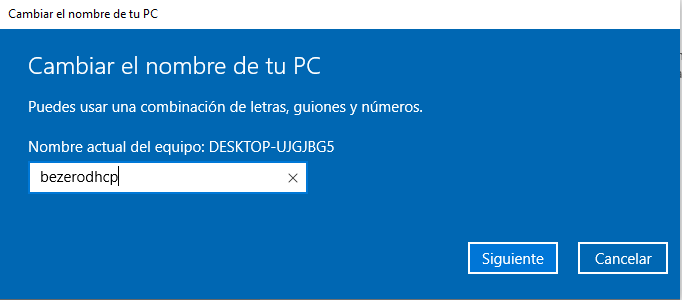 Cambiar el nombre de tu PC
Cambiar el nombre de tu PC
Puedes usar una combinación de letras, guiones y números.
Nombre actual del equipo: DESKTOP-UJGJBG5
bezerodhcp
Siguiente
Cancelar